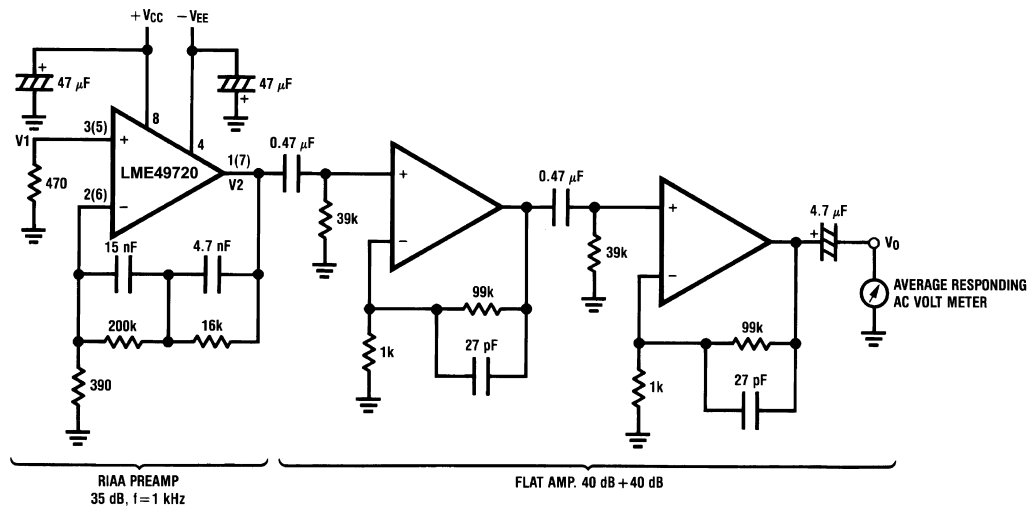 +VCC
−VEE
47 μF
47 μF
8
4
3(5)
V1
+
LME49720
1(7)
V2
470
2(6)
−
15 nF
4.7 nF
200k
16k
390
0.47 μF
39k
+
−
99k
27 pF
1k
0.47 μF
39k
+
−
99k
27 pF
1k
4.7 μF
+
VO
AVERAGE RESPONDING
AC VOLT METER
RIAA PREAMP
35 dB, f=1 kHz
FLAT AMP. 40 dB+40 dB